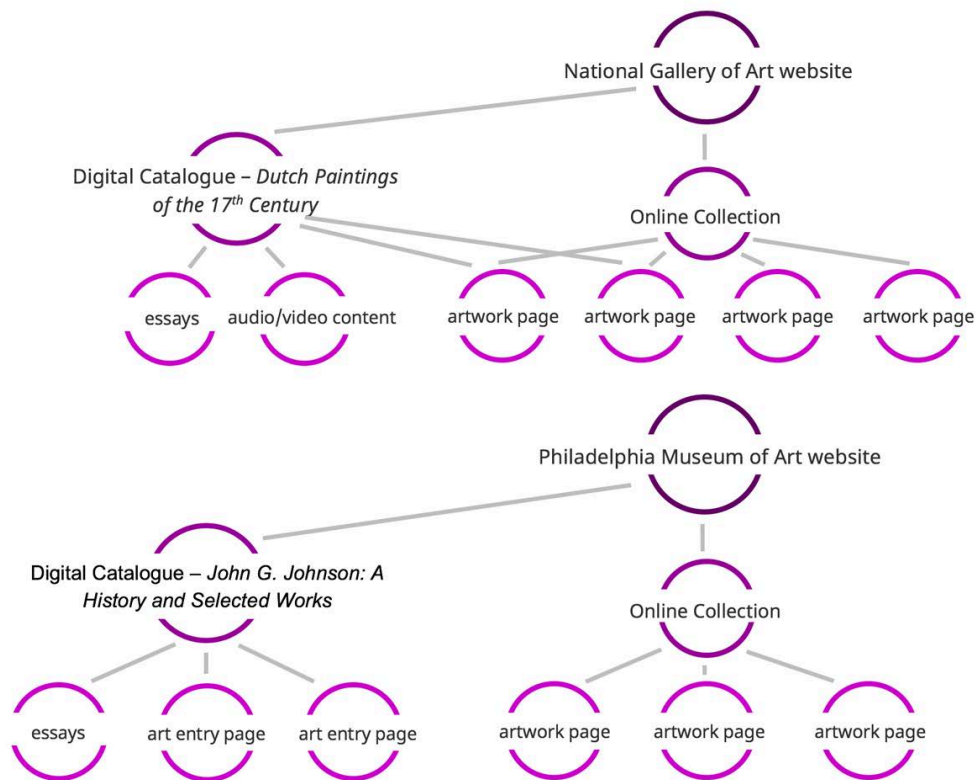 National Gallery of Art website
Digital Catalogue – Dutch Paintings
of the 17th Century
Online Collection
essays
audio/video content
artwork page
artwork page
artwork page
artwork page
Philadelphia Museum of Art website
Digital Catalogue – John G. Johnson: A
History and Selected Works
Online Collection
essays
art entry page
art entry page
artwork page
artwork page
artwork page